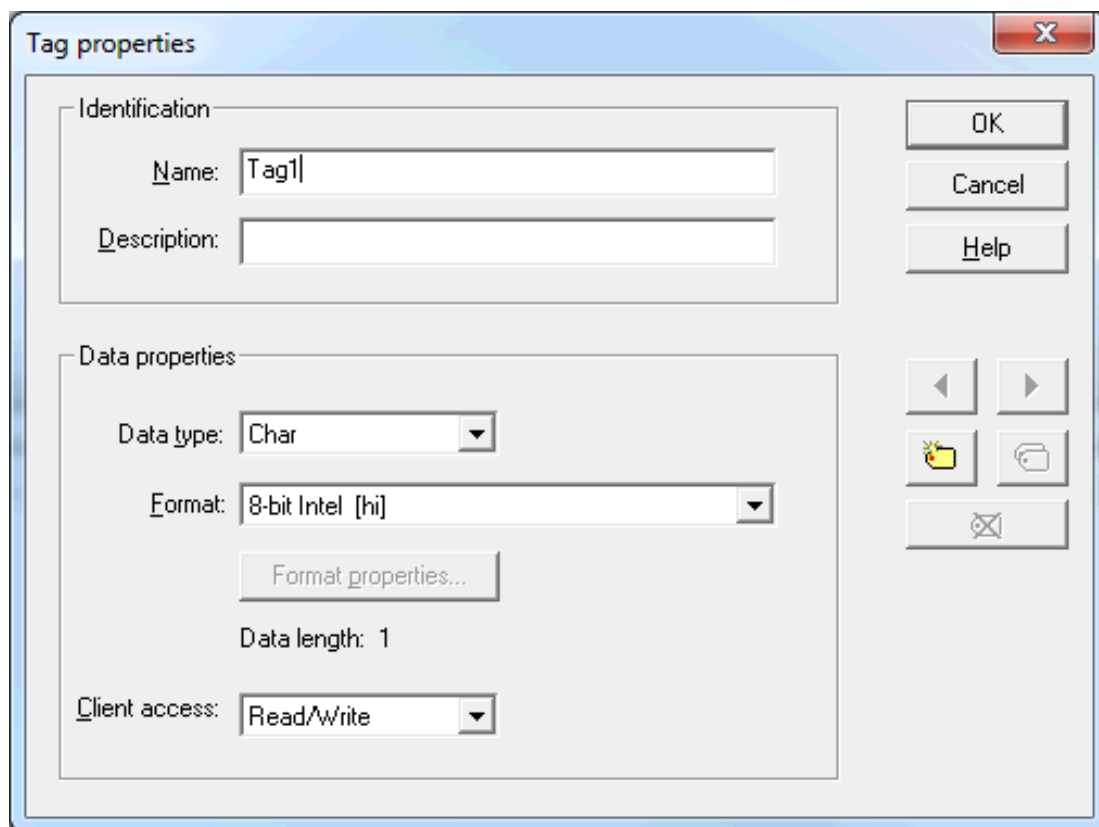 Tag properties
Identification
Name: Tag1
Description:
OK
Cancel
Help
Data properties
Data type: Char
Format: 8-bit Intel [hi]
Format properties...
Data length: 1
Client access: Read/Write